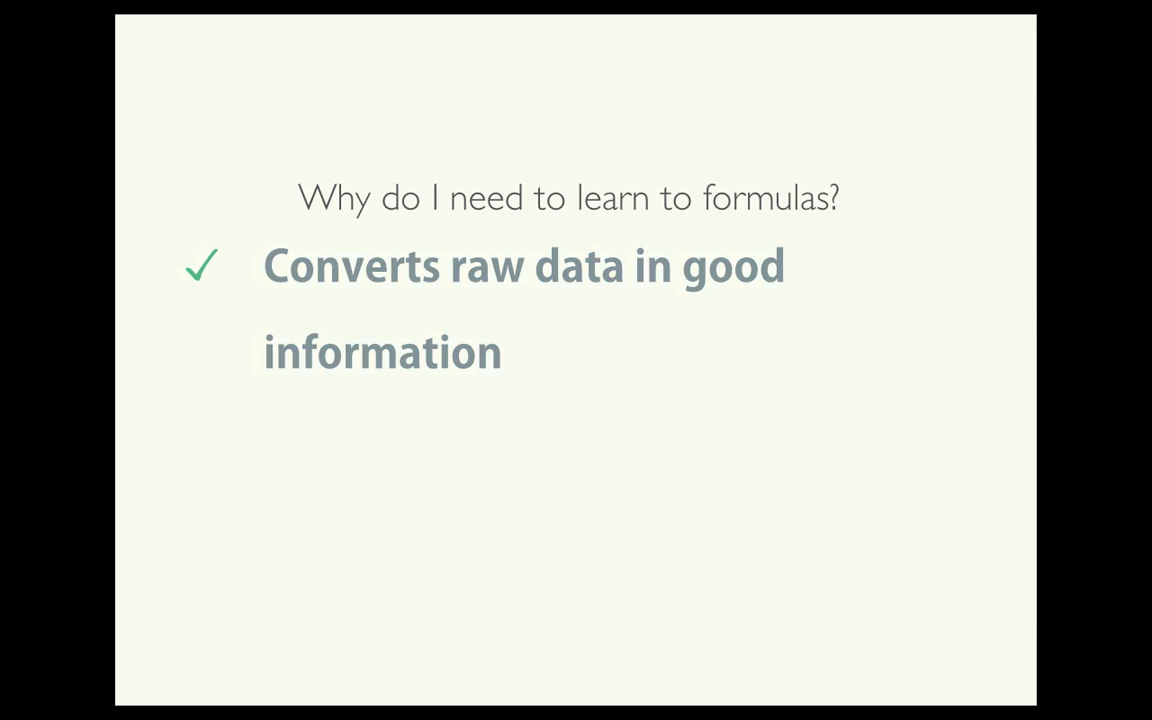 Why do I need to learn to formulas?
✓ Converts raw data in good
information